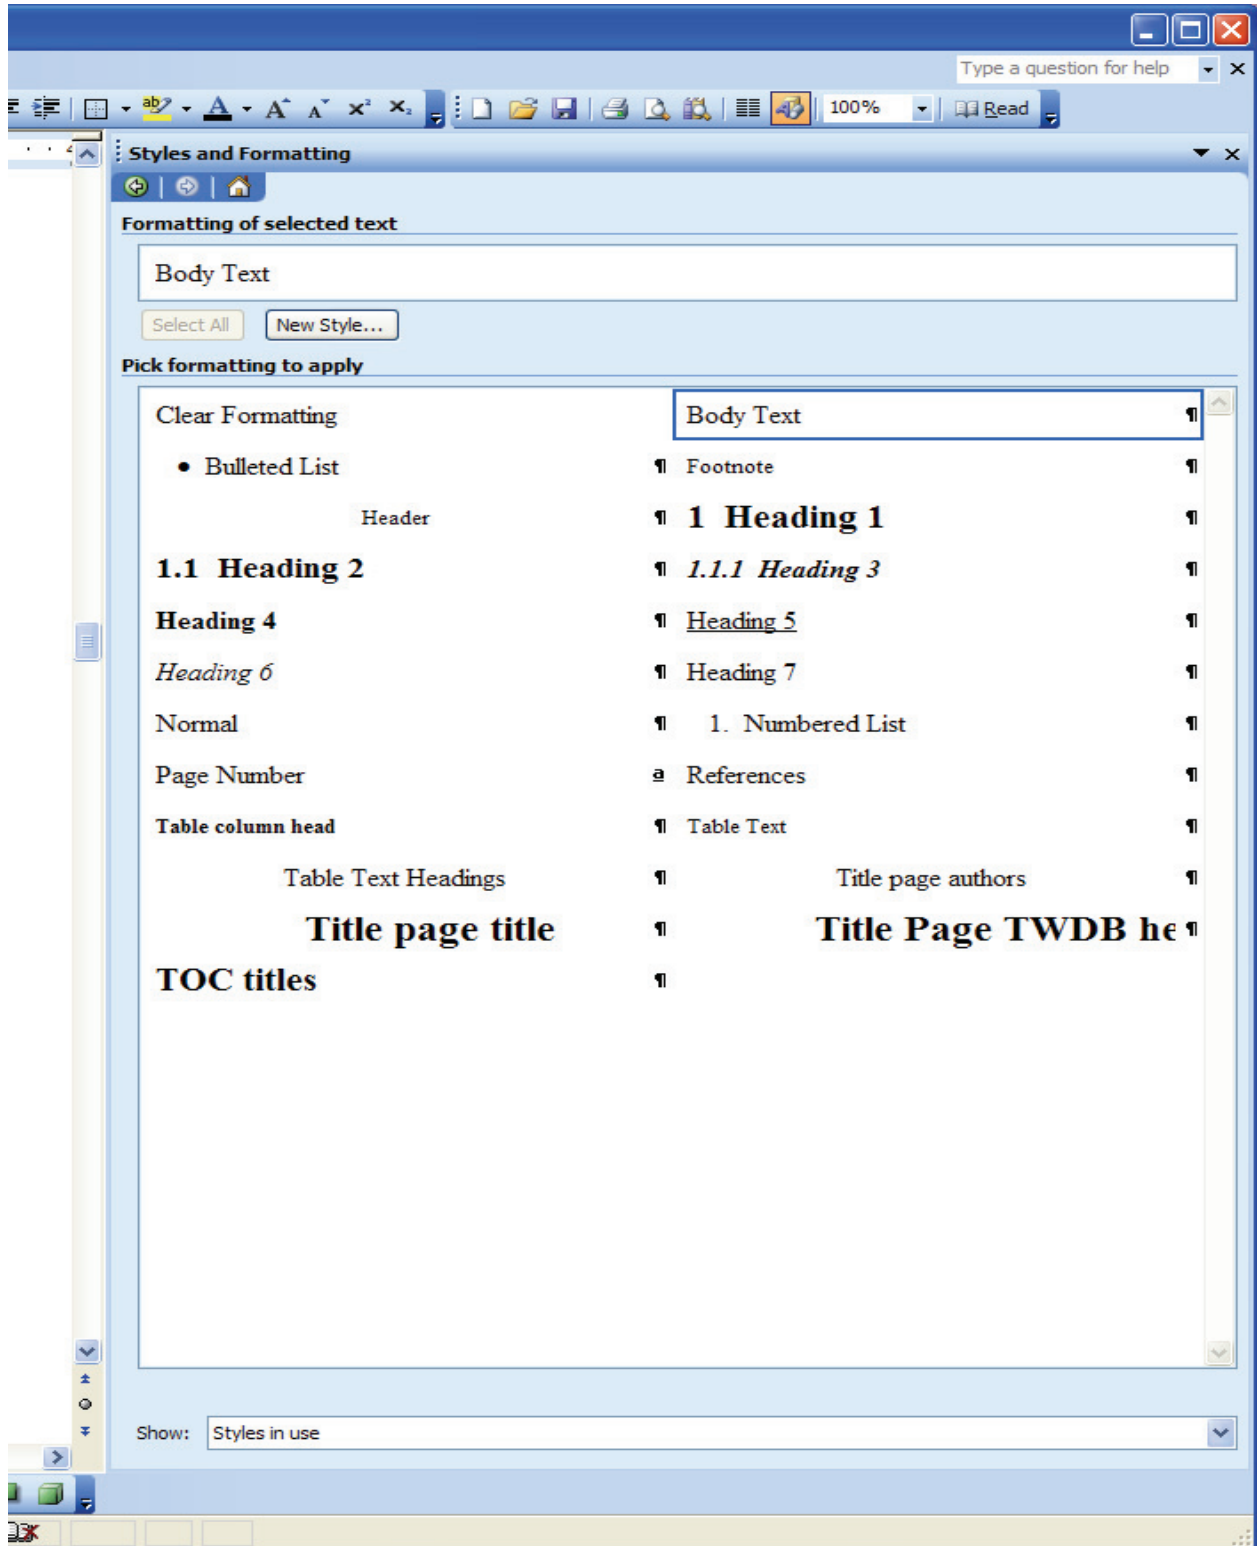 Type a question for help
100% Read
Styles and Formatting
Formatting of selected text
Body Text
Select All New Style...
Pick formatting to apply
Clear Formatting Body Text ¶
• Bulleted List ¶ Footnote ¶
Header ¶ 1 Heading 1 ¶
1.1 Heading 2 ¶ 1.1.1 Heading 3 ¶
Heading 4 ¶ Heading 5 ¶
Heading 6 ¶ Heading 7 ¶
Normal ¶ 1. Numbered List ¶
Page Number a References ¶
Table column head ¶ Table Text ¶
Table Text Headings ¶ Title page authors ¶
Title page title ¶ Title Page TWDB he ¶
TOC titles ¶
Show: Styles in use